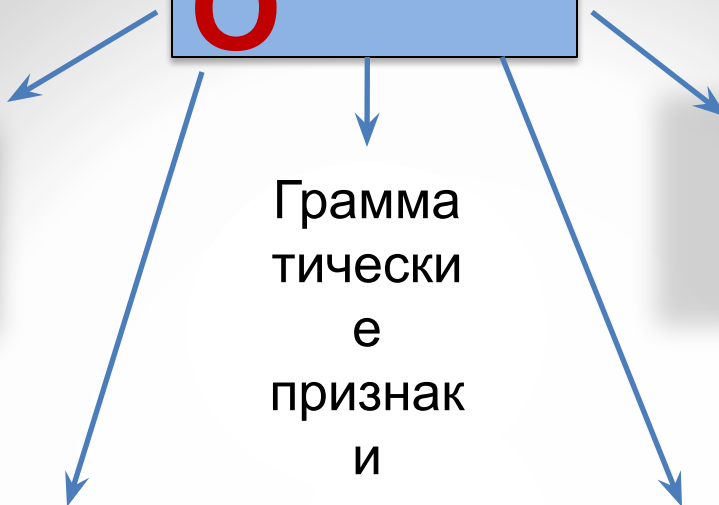 О
Грамма
тически
е
признак
и